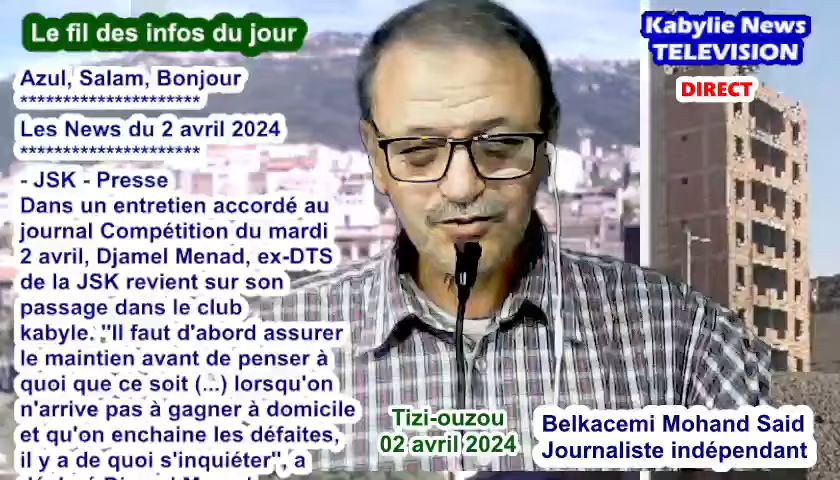 Le fil des infos du jour
Kabylie News
TELEVISION
DIRECT
Azul, Salam, Bonjour
*********************
Les News du 2 avril 2024
*********************
- JSK - Presse
Dans un entretien accordé au
journal Compétition du mardi
2 avril, Djamel Menad, ex-DTS
de la JSK revient sur son
passage dans le club
kabyle. "Il faut d'abord assurer
le maintien avant de penser à
quoi que ce soit (...) lorsqu'on
n'arrive pas à gagner à domicile
et qu'on enchaine les défaites,
il y a de quoi s'inquiéter", a
Tizi-ouzou
02 avril 2024
Belkacemi Mohand Said
Journaliste indépendant